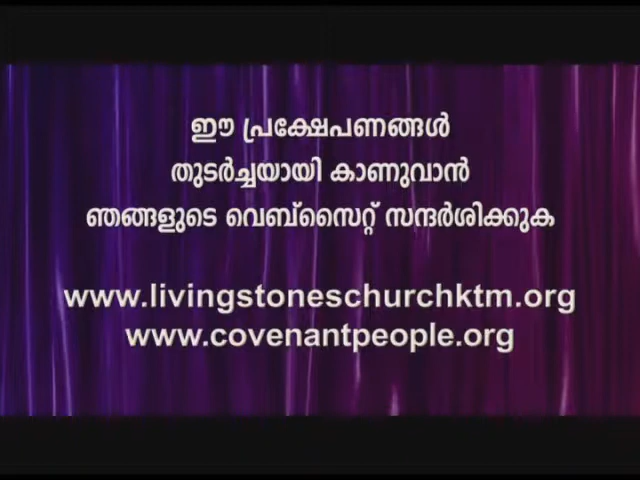 ഈ പ്രക്ഷേപണങ്ങൾ
തുടർച്ചയായി കാണുവാൻ
ഞങ്ങളുടെ വെബ്സൈറ്റ് സന്ദർശിക്കുക
www.livingstoneschurchktm.org
www.covenantpeople.org